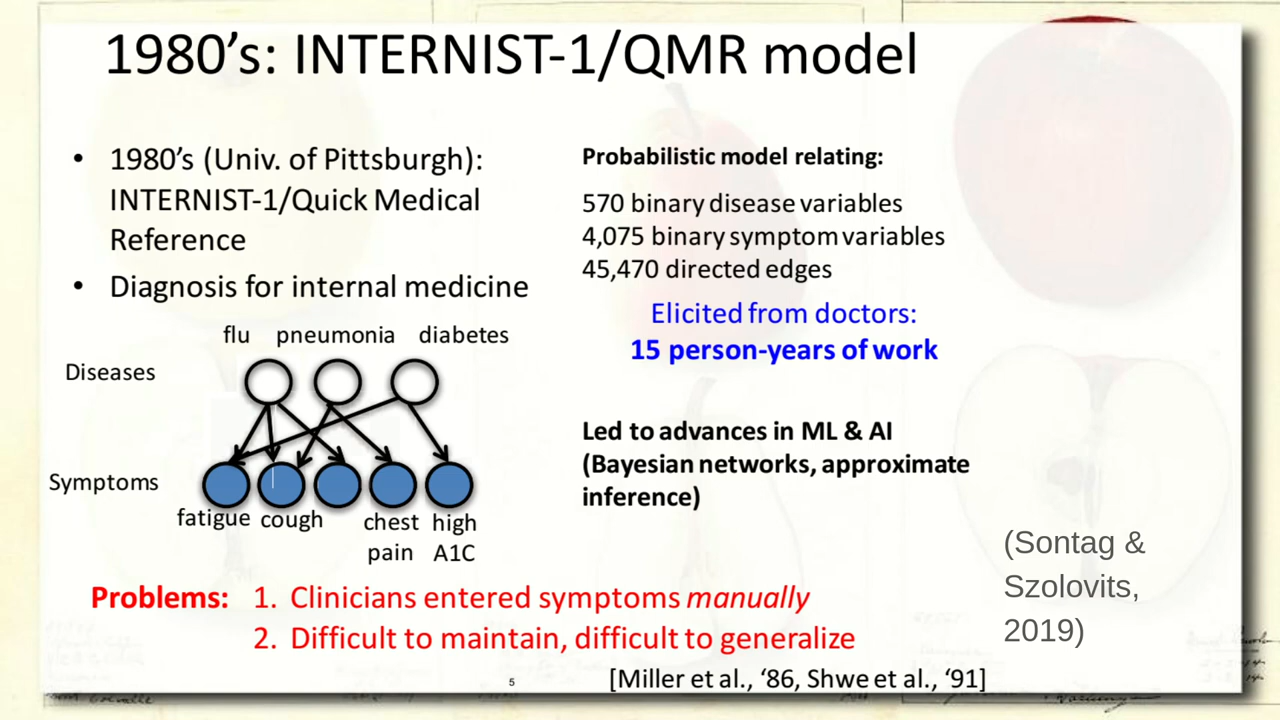 1980’s: INTERNIST-1/QMR model
• 1980’s (Univ. of Pittsburgh):
INTERNIST-1/Quick Medical
Reference
• Diagnosis for internal medicine
flu pneumonia diabetes
Diseases
Symptoms
fatigue cough chest high
pain A1C
Probabilistic model relating:
570 binary disease variables
4,075 binary symptom variables
45,470 directed edges
Elicited from doctors:
15 person-years of work
Led to advances in ML & AI
(Bayesian networks, approximate
inference)
(Sontag &
Szolovits,
2019)
Problems: 1. Clinicians entered symptoms manually
2. Difficult to maintain, difficult to generalize
5
[Miller et al., ‘86, Shwe et al., ‘91]